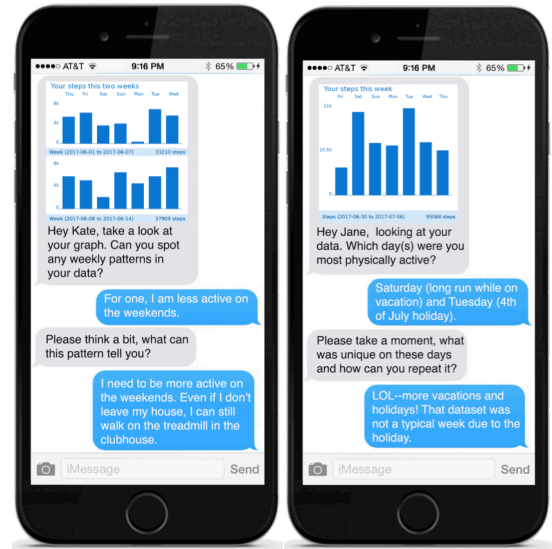 AT&T 9:16 PM 65%
Your steps this two weeks
Thu Fri Sat Sun Mon Tue Wed
8k
4k
0
Week (2017-06-01 to 2017-06-07) 33210 steps
8k
4k
0
Week (2017-06-08 to 2017-06-14) 37909 steps
Hey Kate, take a look at
your graph. Can you spot
any weekly patterns in
your data?
For one, I am less active on
the weekends.
Please think a bit, what can
this pattern tell you?
I need to be more active on
the weekends. Even if I don't
leave my house, I can still
walk on the treadmill in the
clubhouse.
iMessage Send
AT&T 9:16 PM 65%
Your steps this week
Fri Sat Sun Mon Tue Wed Thu
21k
10.5k
0
Steps (2017-06-30 to 2017-07-06) 95068 steps
Hey Jane, looking at your
data. Which day(s) were you
most physically active?
Saturday (long run while on
vacation) and Tuesday (4th
of July holiday).
Please take a moment, what
was unique on these days
and how can you repeat it?
LOL--more vacations and
holidays! That dataset was
not a typical week due to the
holiday.
iMessage Send